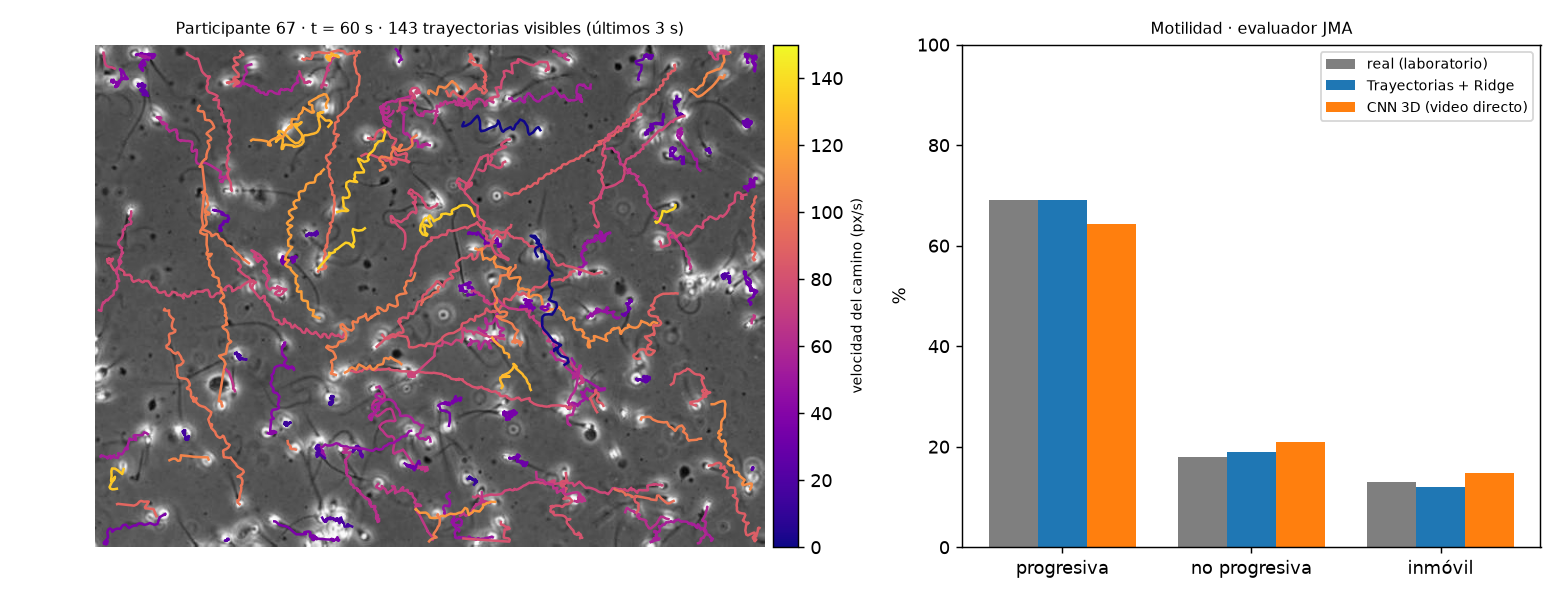 Participante 67 · t = 60 s · 143 trayectorias visibles (últimos 3 s)
140
120
100
80
60
40
20
0
velocidad del camino (px/s)
Motilidad · evaluador JMA
100
80
60
40
20
0
%
real (laboratorio)
Trayectorias + Ridge
CNN 3D (video directo)
progresiva
no progresiva
inmóvil